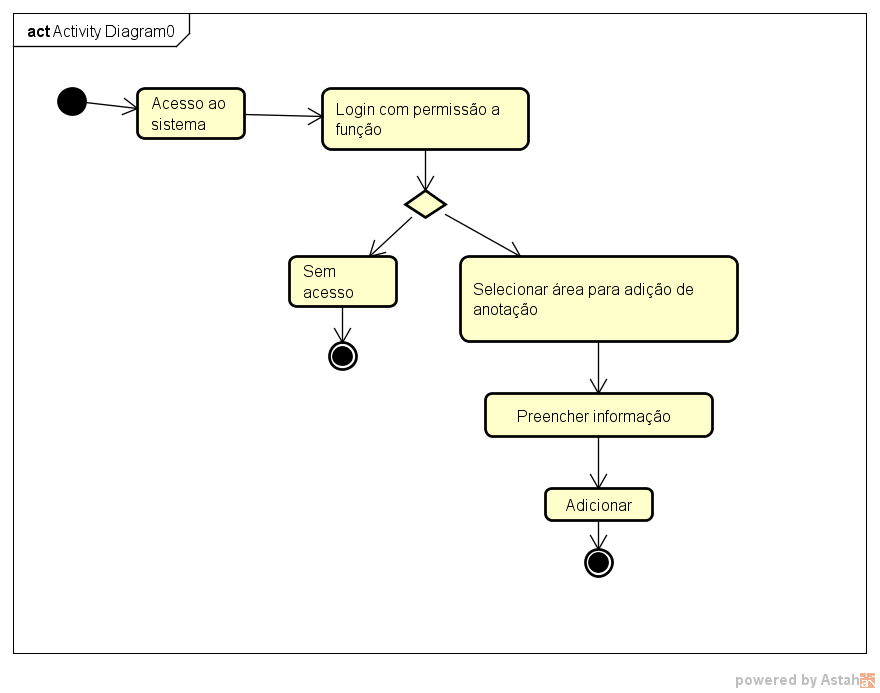 act Activity Diagram0
Acesso ao
sistema
Login com permissão a
função
Sem
acesso
Selecionar área para adição de
anotação
Preencher informação
Adicionar
powered by Astah